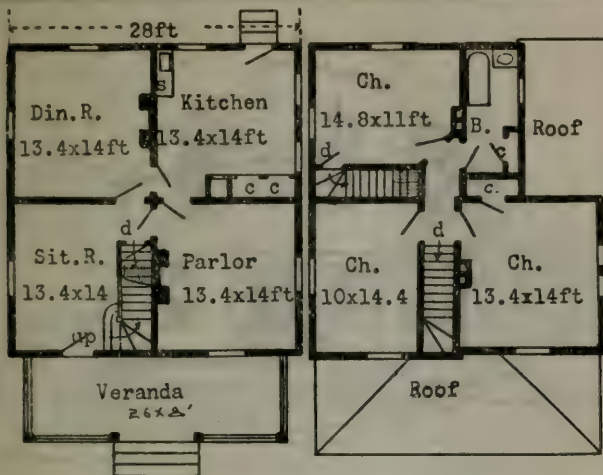 28ft
Din.R.
13.4x14ft
s
Kitchen
13.4x14ft
c c
d
Sit.R.
13.4x14
up
Parlor
13.4x14ft
Veranda
26x8'
Ch.
14.8x11ft
B.
c
Roof
d
c.
d
Ch.
10x14.4
Ch.
13.4x14ft
Roof